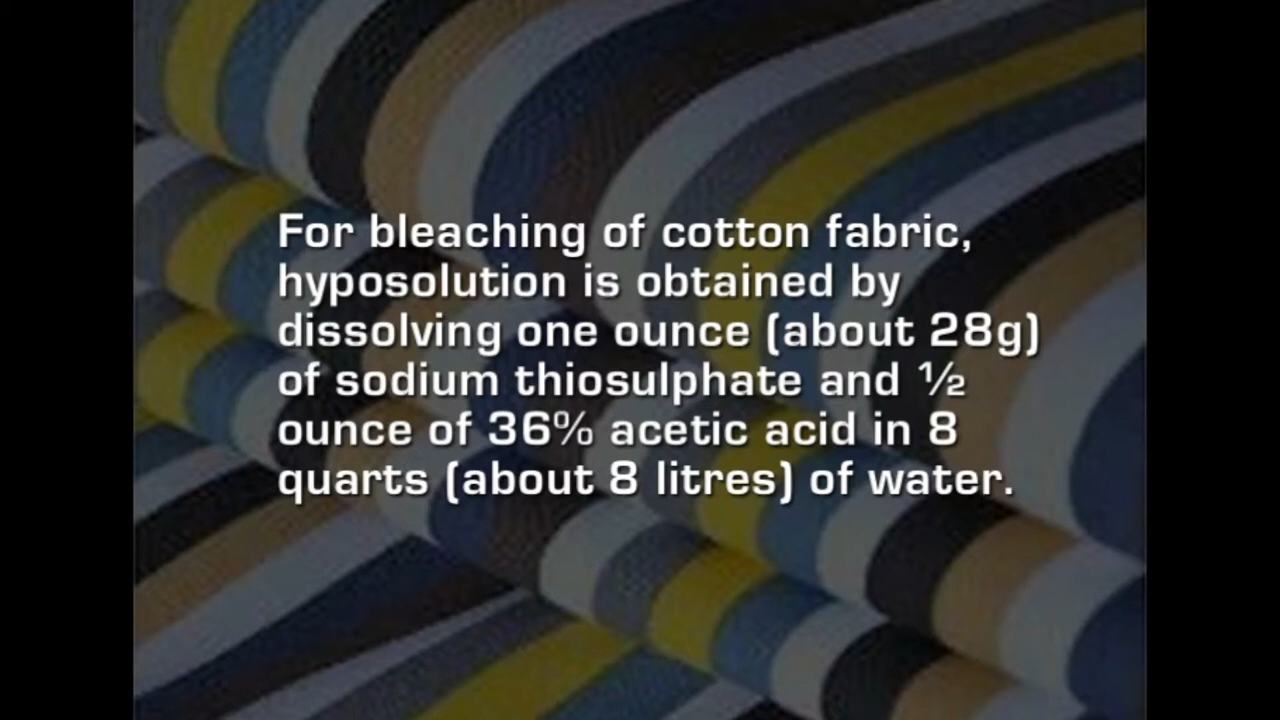 For bleaching of cotton fabric,
hyposolution is obtained by
dissolving one ounce (about 28g)
of sodium thiosulphate and ½
ounce of 36% acetic acid in 8
quarts (about 8 litres) of water.